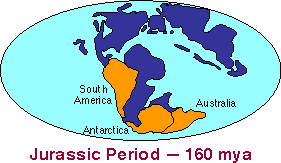 South
America
Australia
Antarctica
Jurassic Period — 160 mya